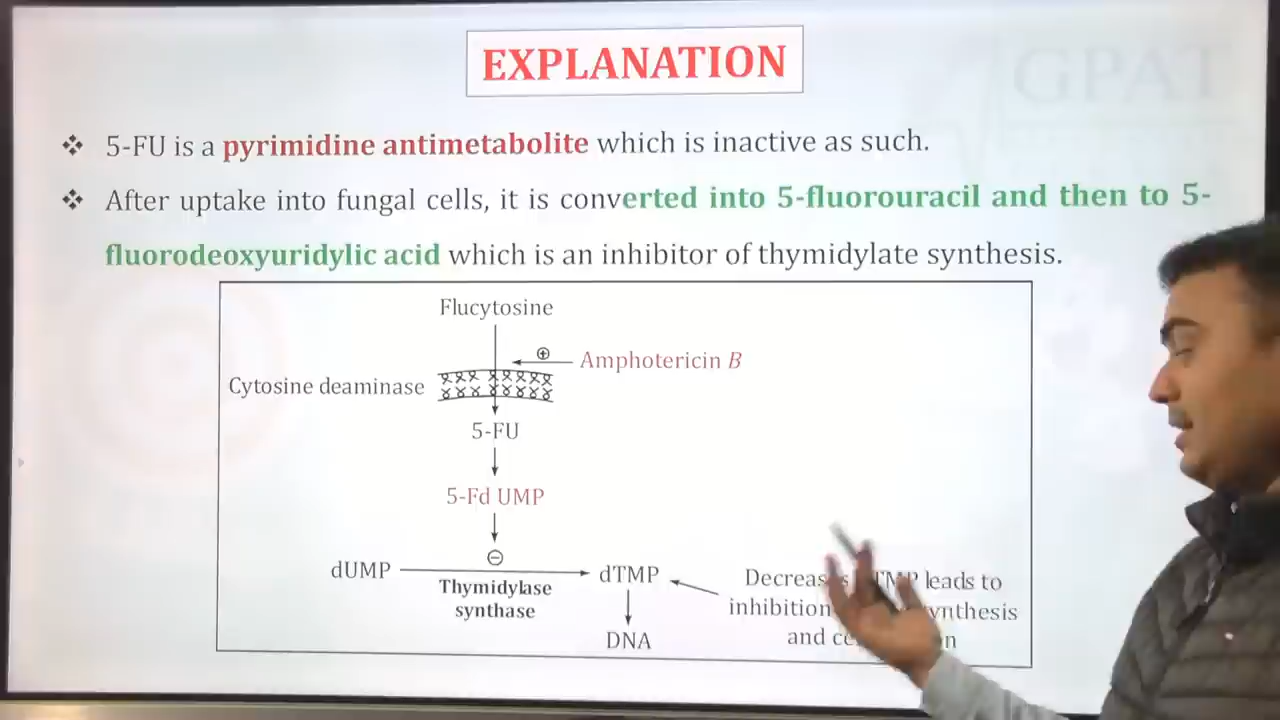 GPAT
EXPLANATION
❖ 5-FU is a pyrimidine antimetabolite which is inactive as such.
❖ After uptake into fungal cells, it is converted into 5-fluorouracil and then to 5-
fluorodeoxyuridylic acid which is an inhibitor of thymidylate synthesis.
Flucytosine
⊕
Amphotericin B
Cytosine deaminase
5-FU
5-Fd UMP
⊖
dUMP
Thymidylase
synthase
dTMP
DNA
leads to
inhibition
and